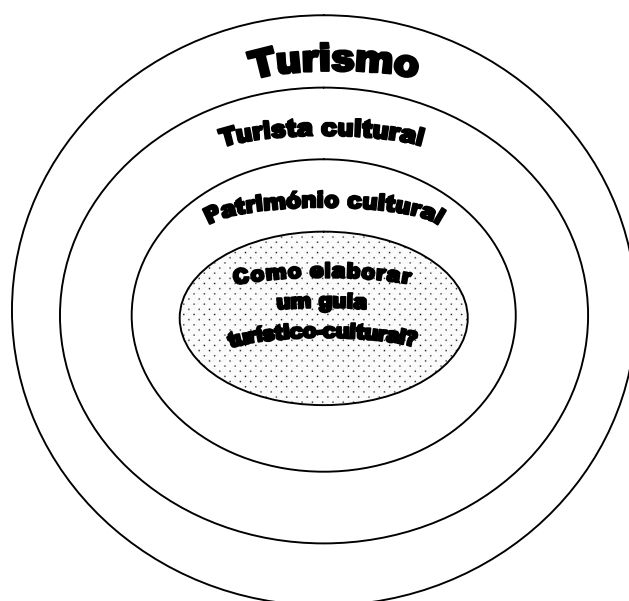 Turismo
Turista cultural
Património cultural
Como elaborar
um guia
turístico-cultural?